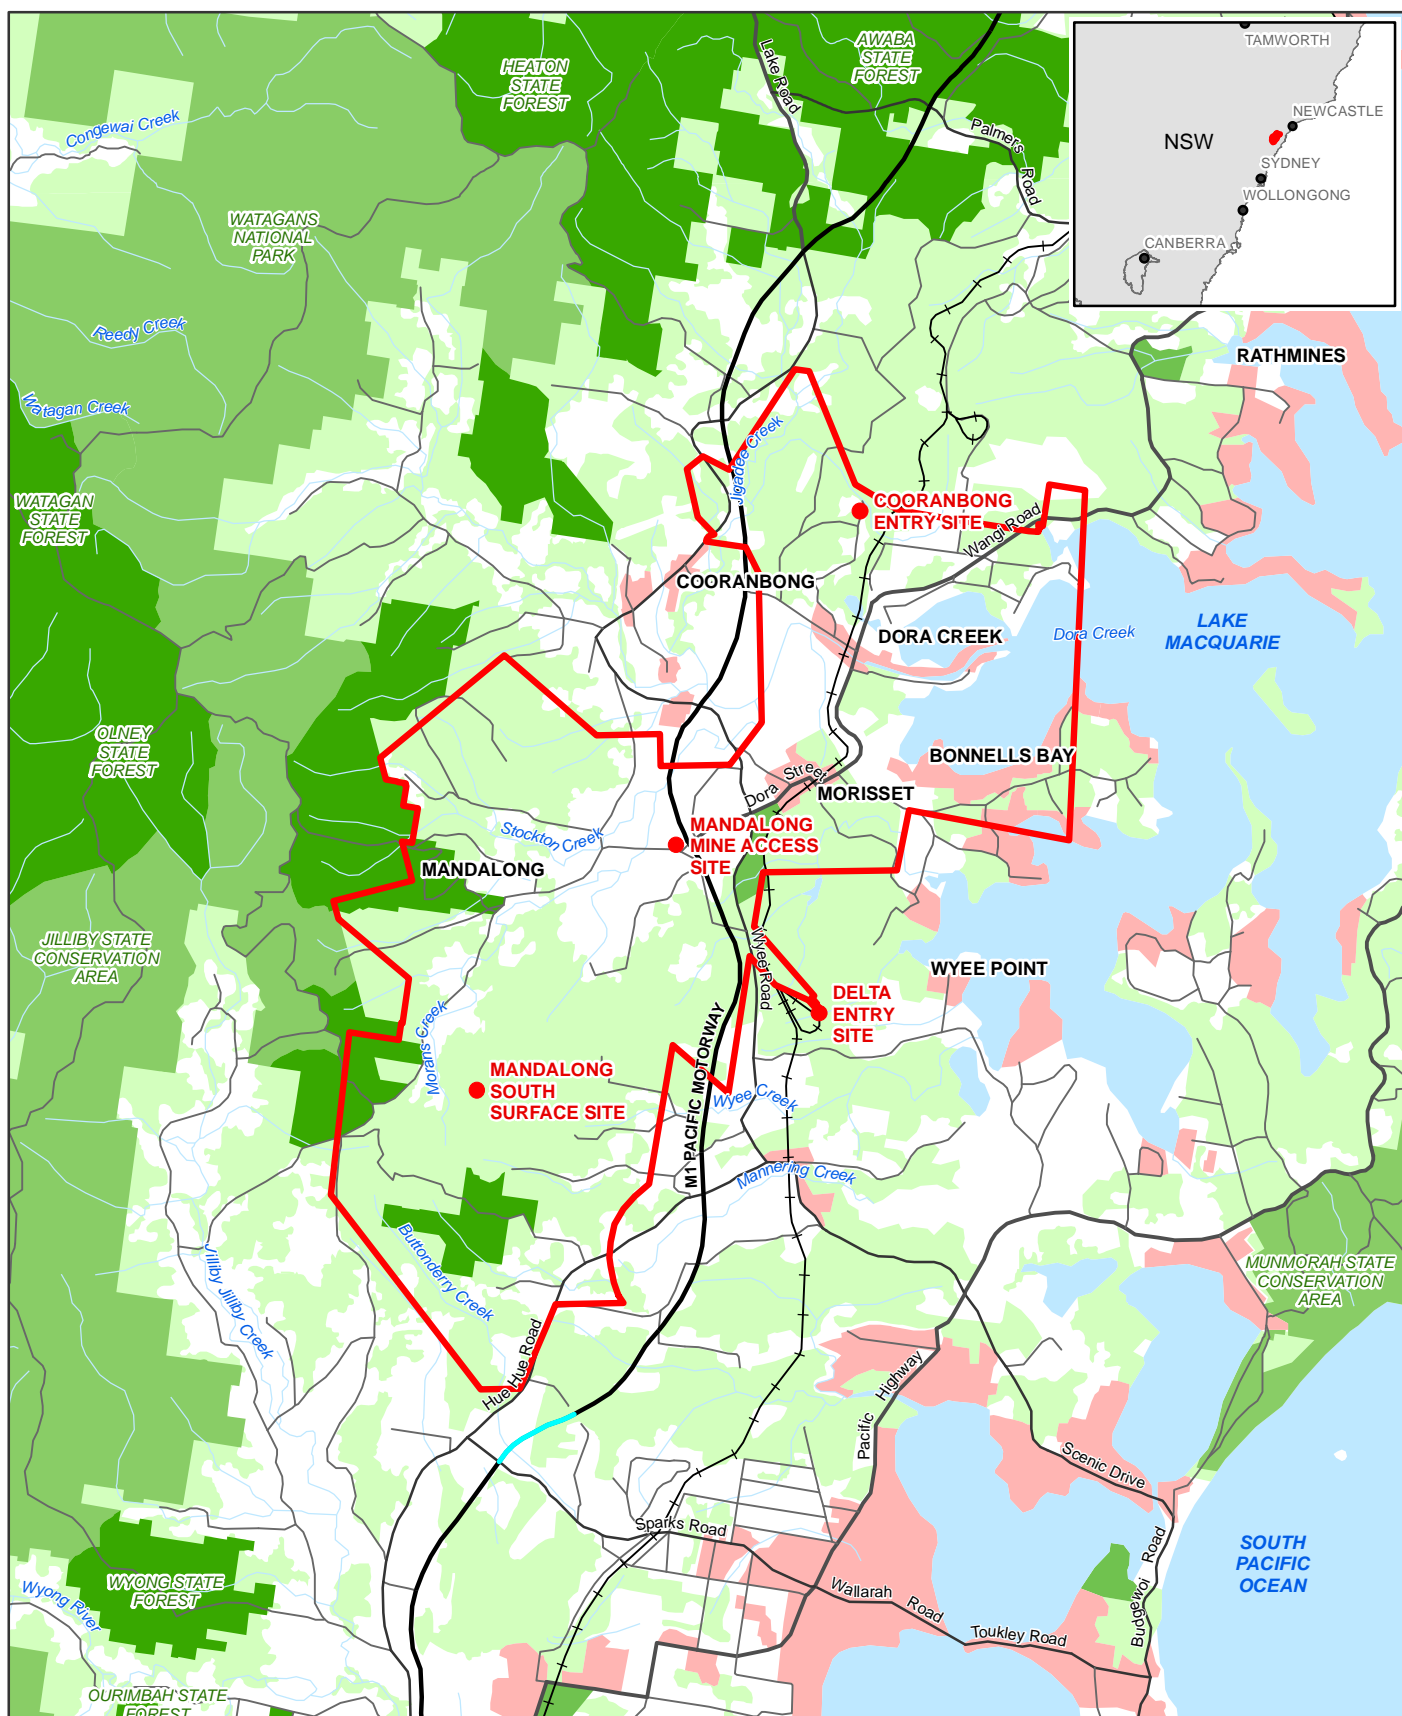 HEATON
STATE
FOREST
AWABA
STATE
FOREST
Lake Road
Palmers
Road
Congewai Creek
WATAGANS
NATIONAL
PARK
Reedy Creek
Watagan Creek
WATAGAN
STATE
FOREST
TAMWORTH
NEWCASTLE
NSW
SYDNEY
WOLLONGONG
CANBERRA
RATHMINES
Jigadee Creek
COORANBONG
ENTRY SITE
Wangi Road
COORANBONG
DORA CREEK
Dora Creek
LAKE
MACQUARIE
OLNEY
STATE
FOREST
BONNELLS BAY
Dora Street
MORISSET
Stockton Creek
MANDALONG
MINE ACCESS
SITE
MANDALONG
JILLIBY STATE
CONSERVATION
AREA
Wyee Road
WYEE POINT
DELTA
ENTRY
SITE
Morans Creek
MANDALONG
SOUTH
SURFACE SITE
M1 PACIFIC MOTORWAY
Wyee Creek
Mannering Creek
Buttonderry Creek
Jilliby Jilliby Creek
MUNMORAH STATE
CONSERVATION
AREA
Hue Hue Road
Pacific Highway
Scenic Drive
Sparks Road
Wallarah Road
Toukley Road
Budgewoi Road
SOUTH
PACIFIC
OCEAN
WYONG STATE
FOREST
Wyong River
OURIMBAH STATE
FOREST